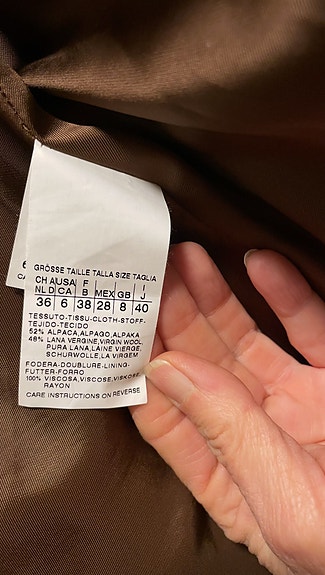 GRÖSSE TAILLE TALLA SIZE TAGLIA
CH AUSA F I
NL D CA B MEX GB J
36 6 38 28 8 40
TESSUTO-TISSU-CLOTH-STOFF-
TEJIDO-TECIDO
52% ALPACA,ALPAGO,ALPAKA
48% LANA VERGINE,VIRGIN WOOL,
PURA LANA,LAINE VIERGE,
SCHURWOLLE,LA VIRGEM
FODERA-DOUBLURE-LINING-
FUTTER-FORRO
100% VISCOSA,VISCOSE,VISKOSE,
RAYON
CARE INSTRUCTIONS ON REVERSE